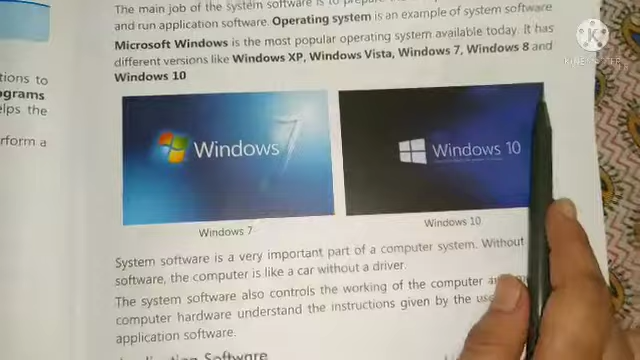 The main job of the system software is to
and run application software. Operating system is an example of system software
Microsoft Windows is the most popular operating system available today. It has
different versions like Windows XP, Windows Vista, Windows 7, Windows 8 and
Windows 10
Windows 7
Windows 10
Windows 7
Windows 10
System software is a very important part of a computer system. Without
software, the computer is like a car without a driver.
The system software also controls the working of the computer
computer hardware understand the instructions given by the
application software.
Application Software
tions to
ograms
elps the
rform a
KINEMASTER